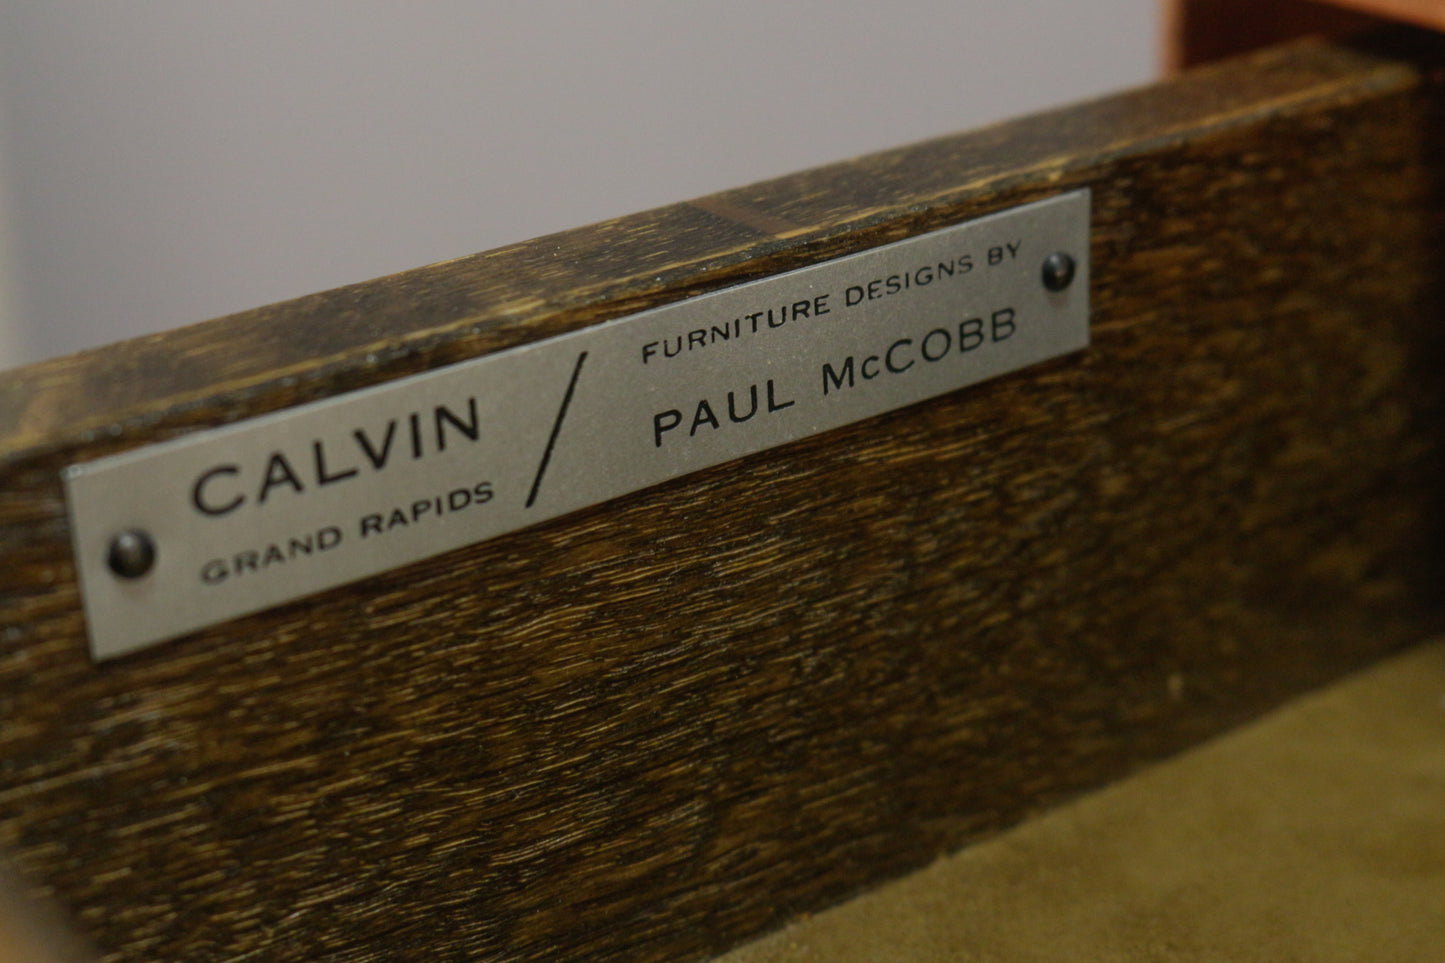 CALVIN
GRAND RAPIDS
/
FURNITURE DESIGNS BY
PAUL McCOBB